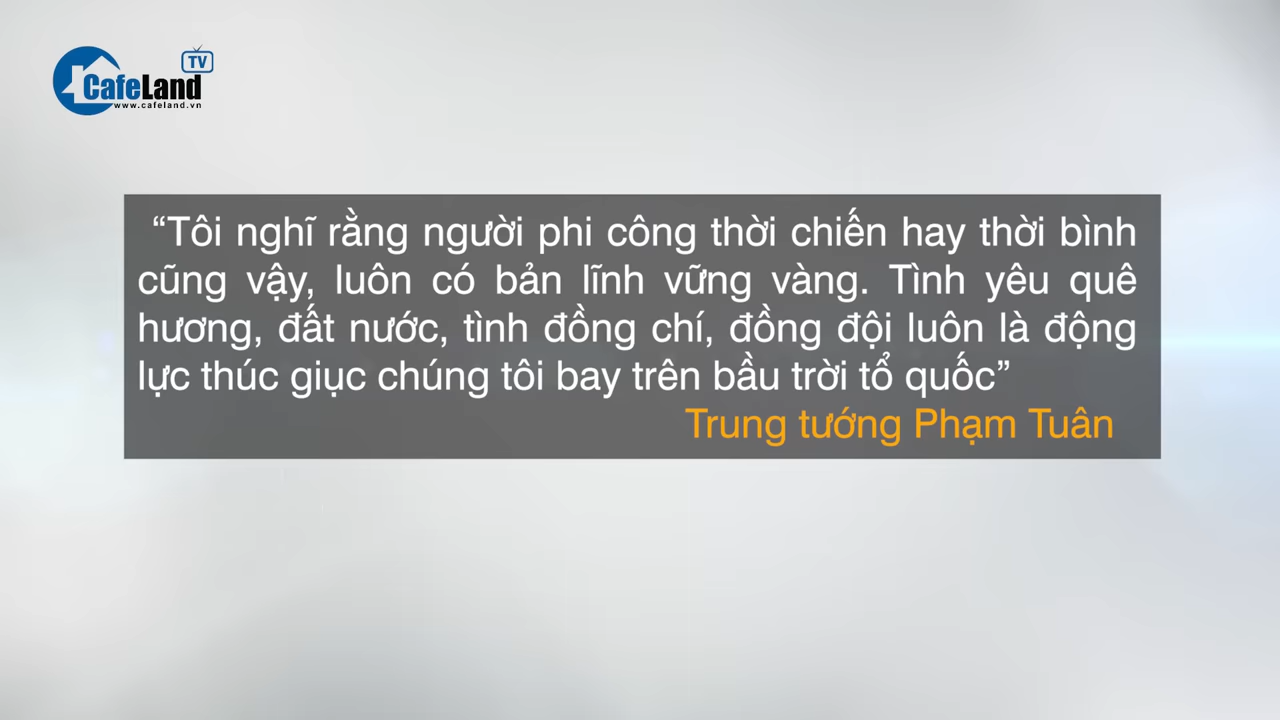 TV
CafeLand
www.cafeland.vn
“Tôi nghĩ rằng người phi công thời chiến hay thời bình
cũng vậy, luôn có bản lĩnh vững vàng. Tình yêu quê
hương, đất nước, tình đồng chí, đồng đội luôn là động
lực thúc giục chúng tôi bay trên bầu trời tổ quốc”
Trung tướng Phạm Tuân